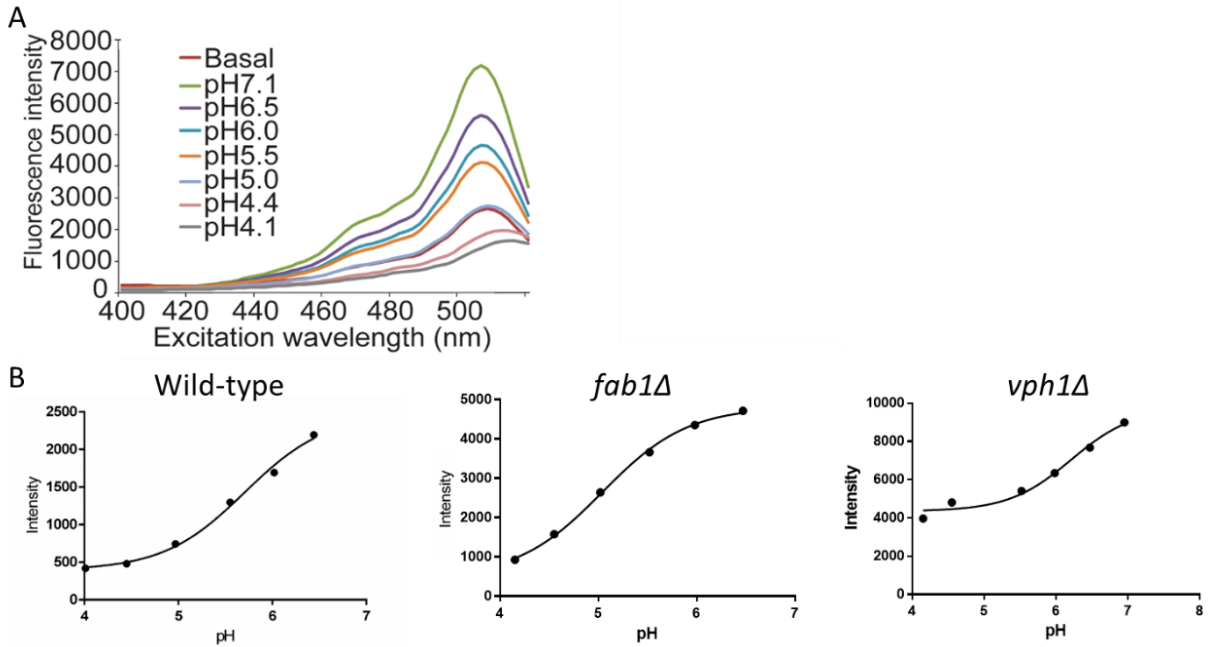 A
Fluorescence intensity
8000
7000
6000
5000
4000
3000
2000
1000
0
Basal
pH7.1
pH6.5
pH6.0
pH5.5
pH5.0
pH4.4
pH4.1
400 420 440 460 480 500
Excitation wavelength (nm)
B
Wild-type
Intensity
2500
2000
1500
1000
500
0
4 5 6 7
pH
fab1Δ
Intensity
5000
4000
3000
2000
1000
0
4 5 6 7
pH
vph1Δ
Intensity
10000
8000
6000
4000
2000
0
4 5 6 7 8
pH